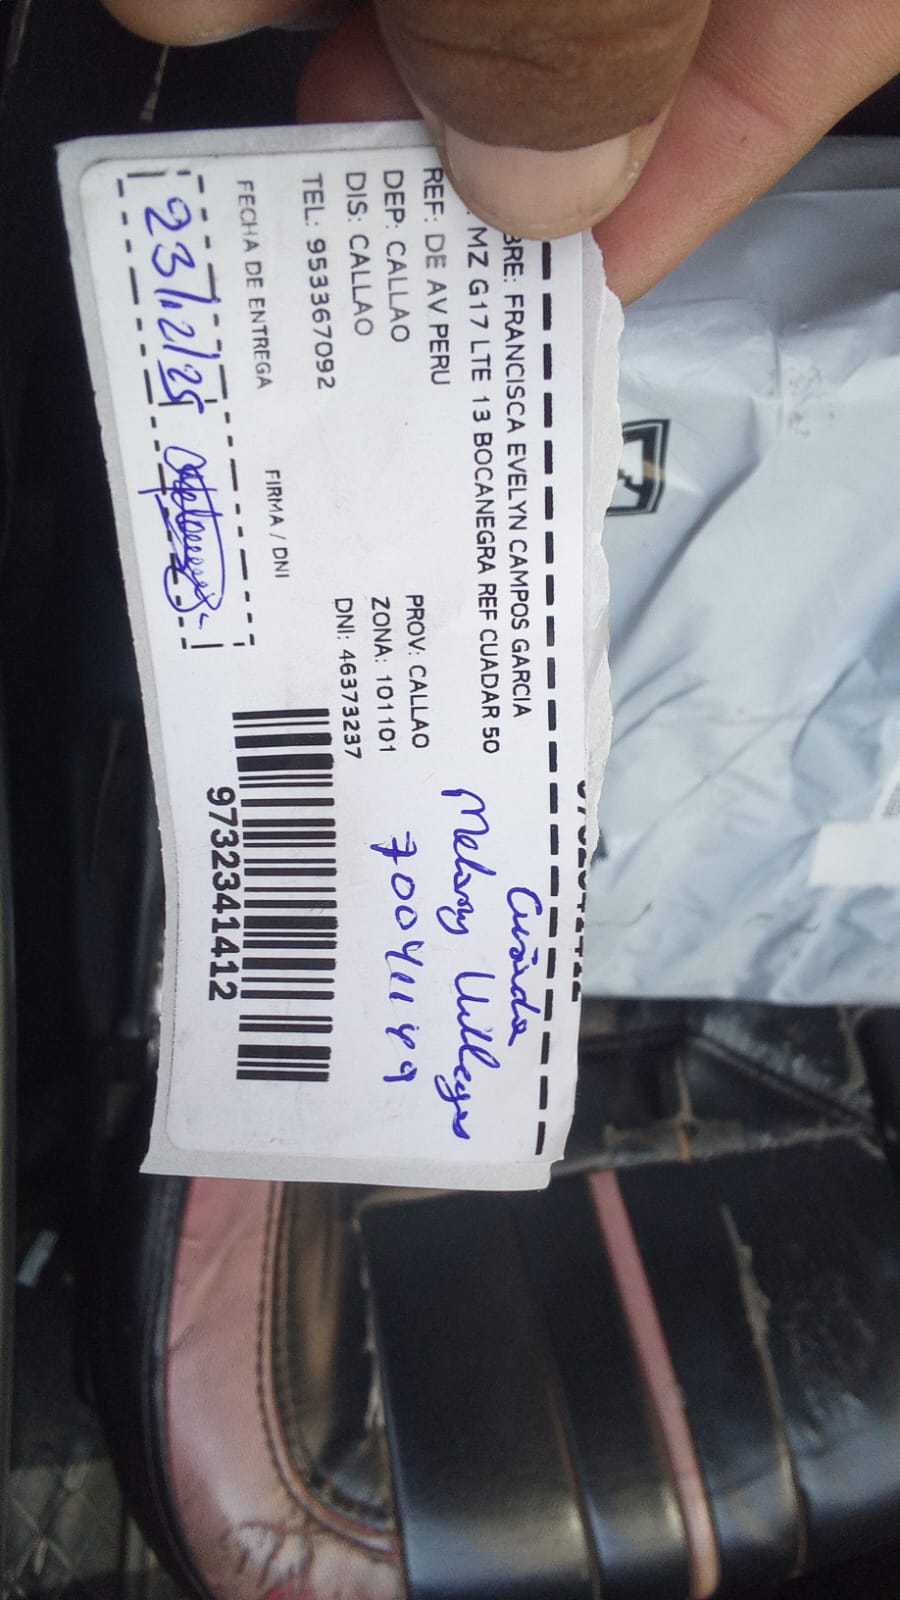 BRE: FRANCISCA EVELYN CAMPOS GARCIA
: MZ G17 LTE 13 BOCANEGRA REF CUADAR 50
REF: DE AV PERU
DEP: CALLAO
PROV: CALLAO
DIS: CALLAO
ZONA: 101101
TEL: 953367092
DNI: 46373237
Cuñada
Melany Villegas
FECHA DE ENTREGA
FIRMA / DNI
23/12/25
9732341412